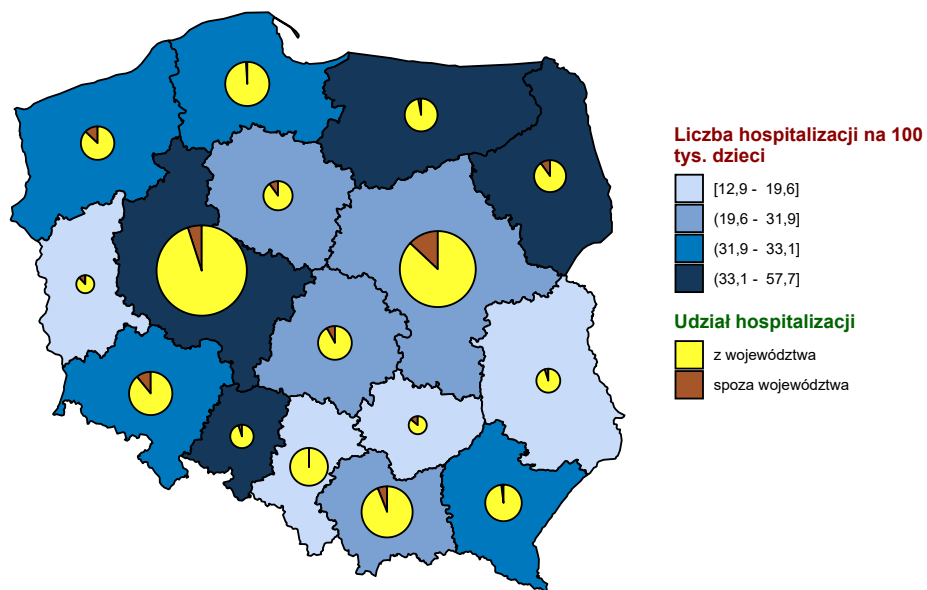 Liczba hospitalizacji na 100
tys. dzieci
[12,9 - 19,6]
(19,6 - 31,9]
(31,9 - 33,1]
(33,1 - 57,7]
Udział hospitalizacji
z województwa
spoza województwa